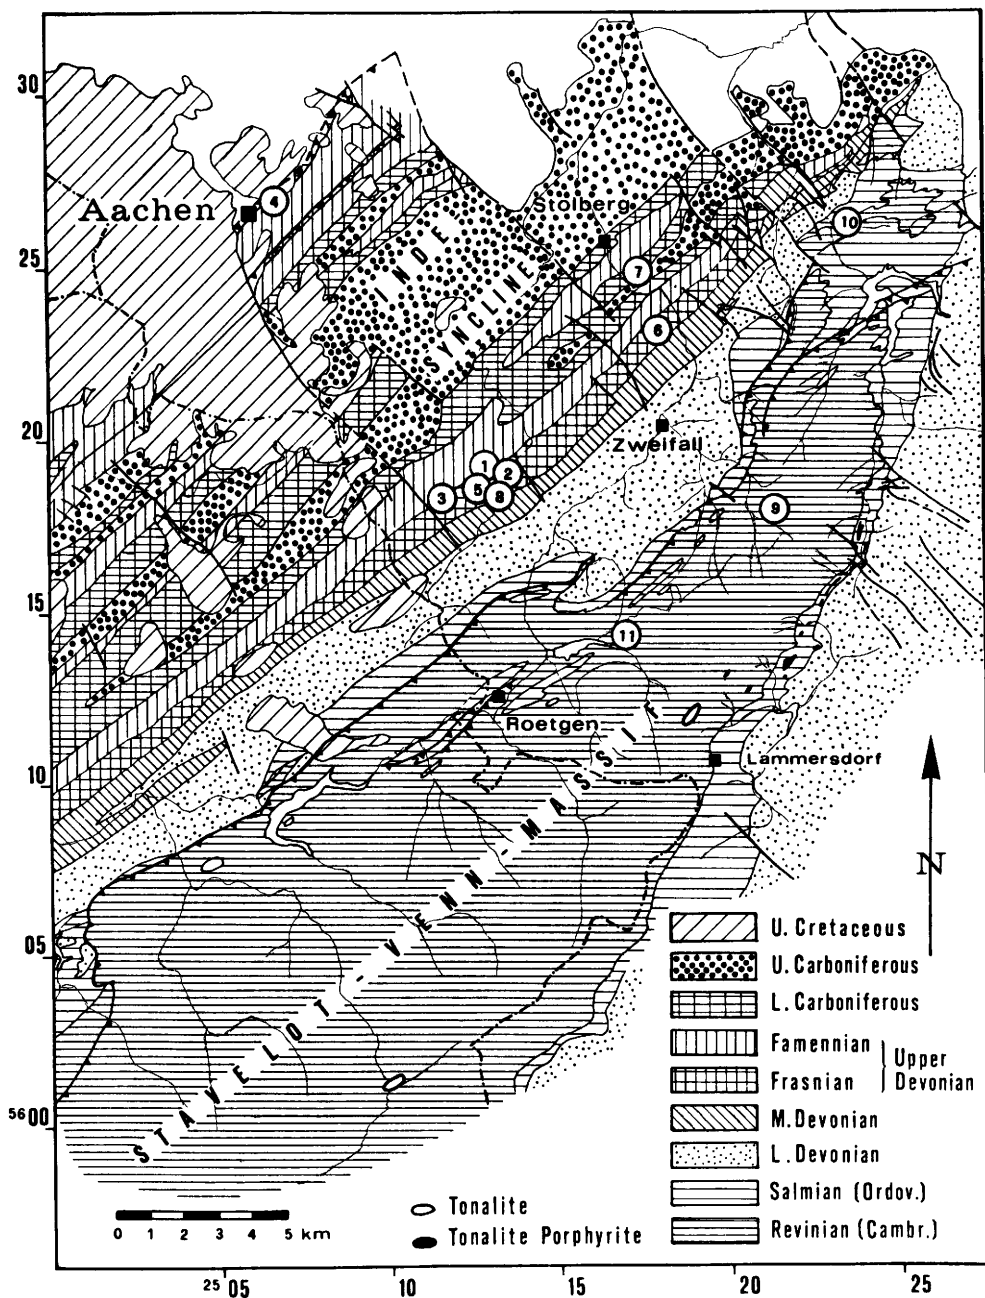 30
25
20
15
10
05
56 00
Aachen
4
Stolberg
INDE
SYNCLINE
7
6
10
Zweifall
1
2
3
5
8
9
11
Roetgen
Lammersdorf
STAVELOT-VENN-MASSIF
N
U. Cretaceous
U. Carboniferous
L. Carboniferous
Famennian
Frasnian
Upper
Devonian
M. Devonian
L. Devonian
Salmian (Ordov.)
Revinian (Cambr.)
Tonalite
Tonalite Porphyrite
0 1 2 3 4 5 km
25 05 10 15 20 25